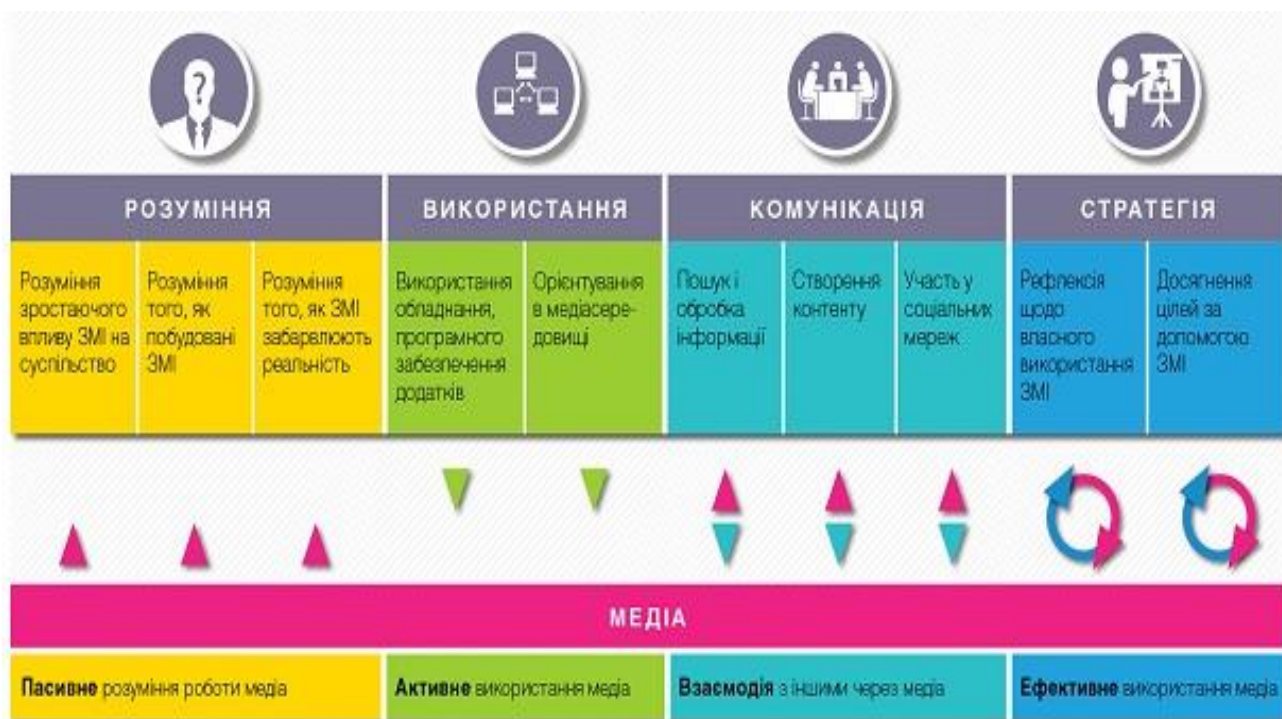 ?
РОЗУМІННЯ
Розуміння
зростаючого
впливу ЗМІ на
суспільство
Розуміння
того, як
побудовані
ЗМІ
Розуміння
того, як ЗМІ
забарвлюють
реальність
ВИКОРИСТАННЯ
Використання
обладнання,
програмного
забезпечення
додатків
Орієнтування
в медіасере-
довищі
КОМУНІКАЦІЯ
Пошук і
обробка
інформації
Створення
контенту
Участь у
соціальних
мереж
СТРАТЕГІЯ
Рефлексія
щодо
власного
використання
ЗМІ
Досягнення
цілей за
допомогою
ЗМІ
МЕДІА
Пасивне розуміння роботи медіа
Активне використання медіа
Взаємодія з іншими через медіа
Ефективне використання медіа